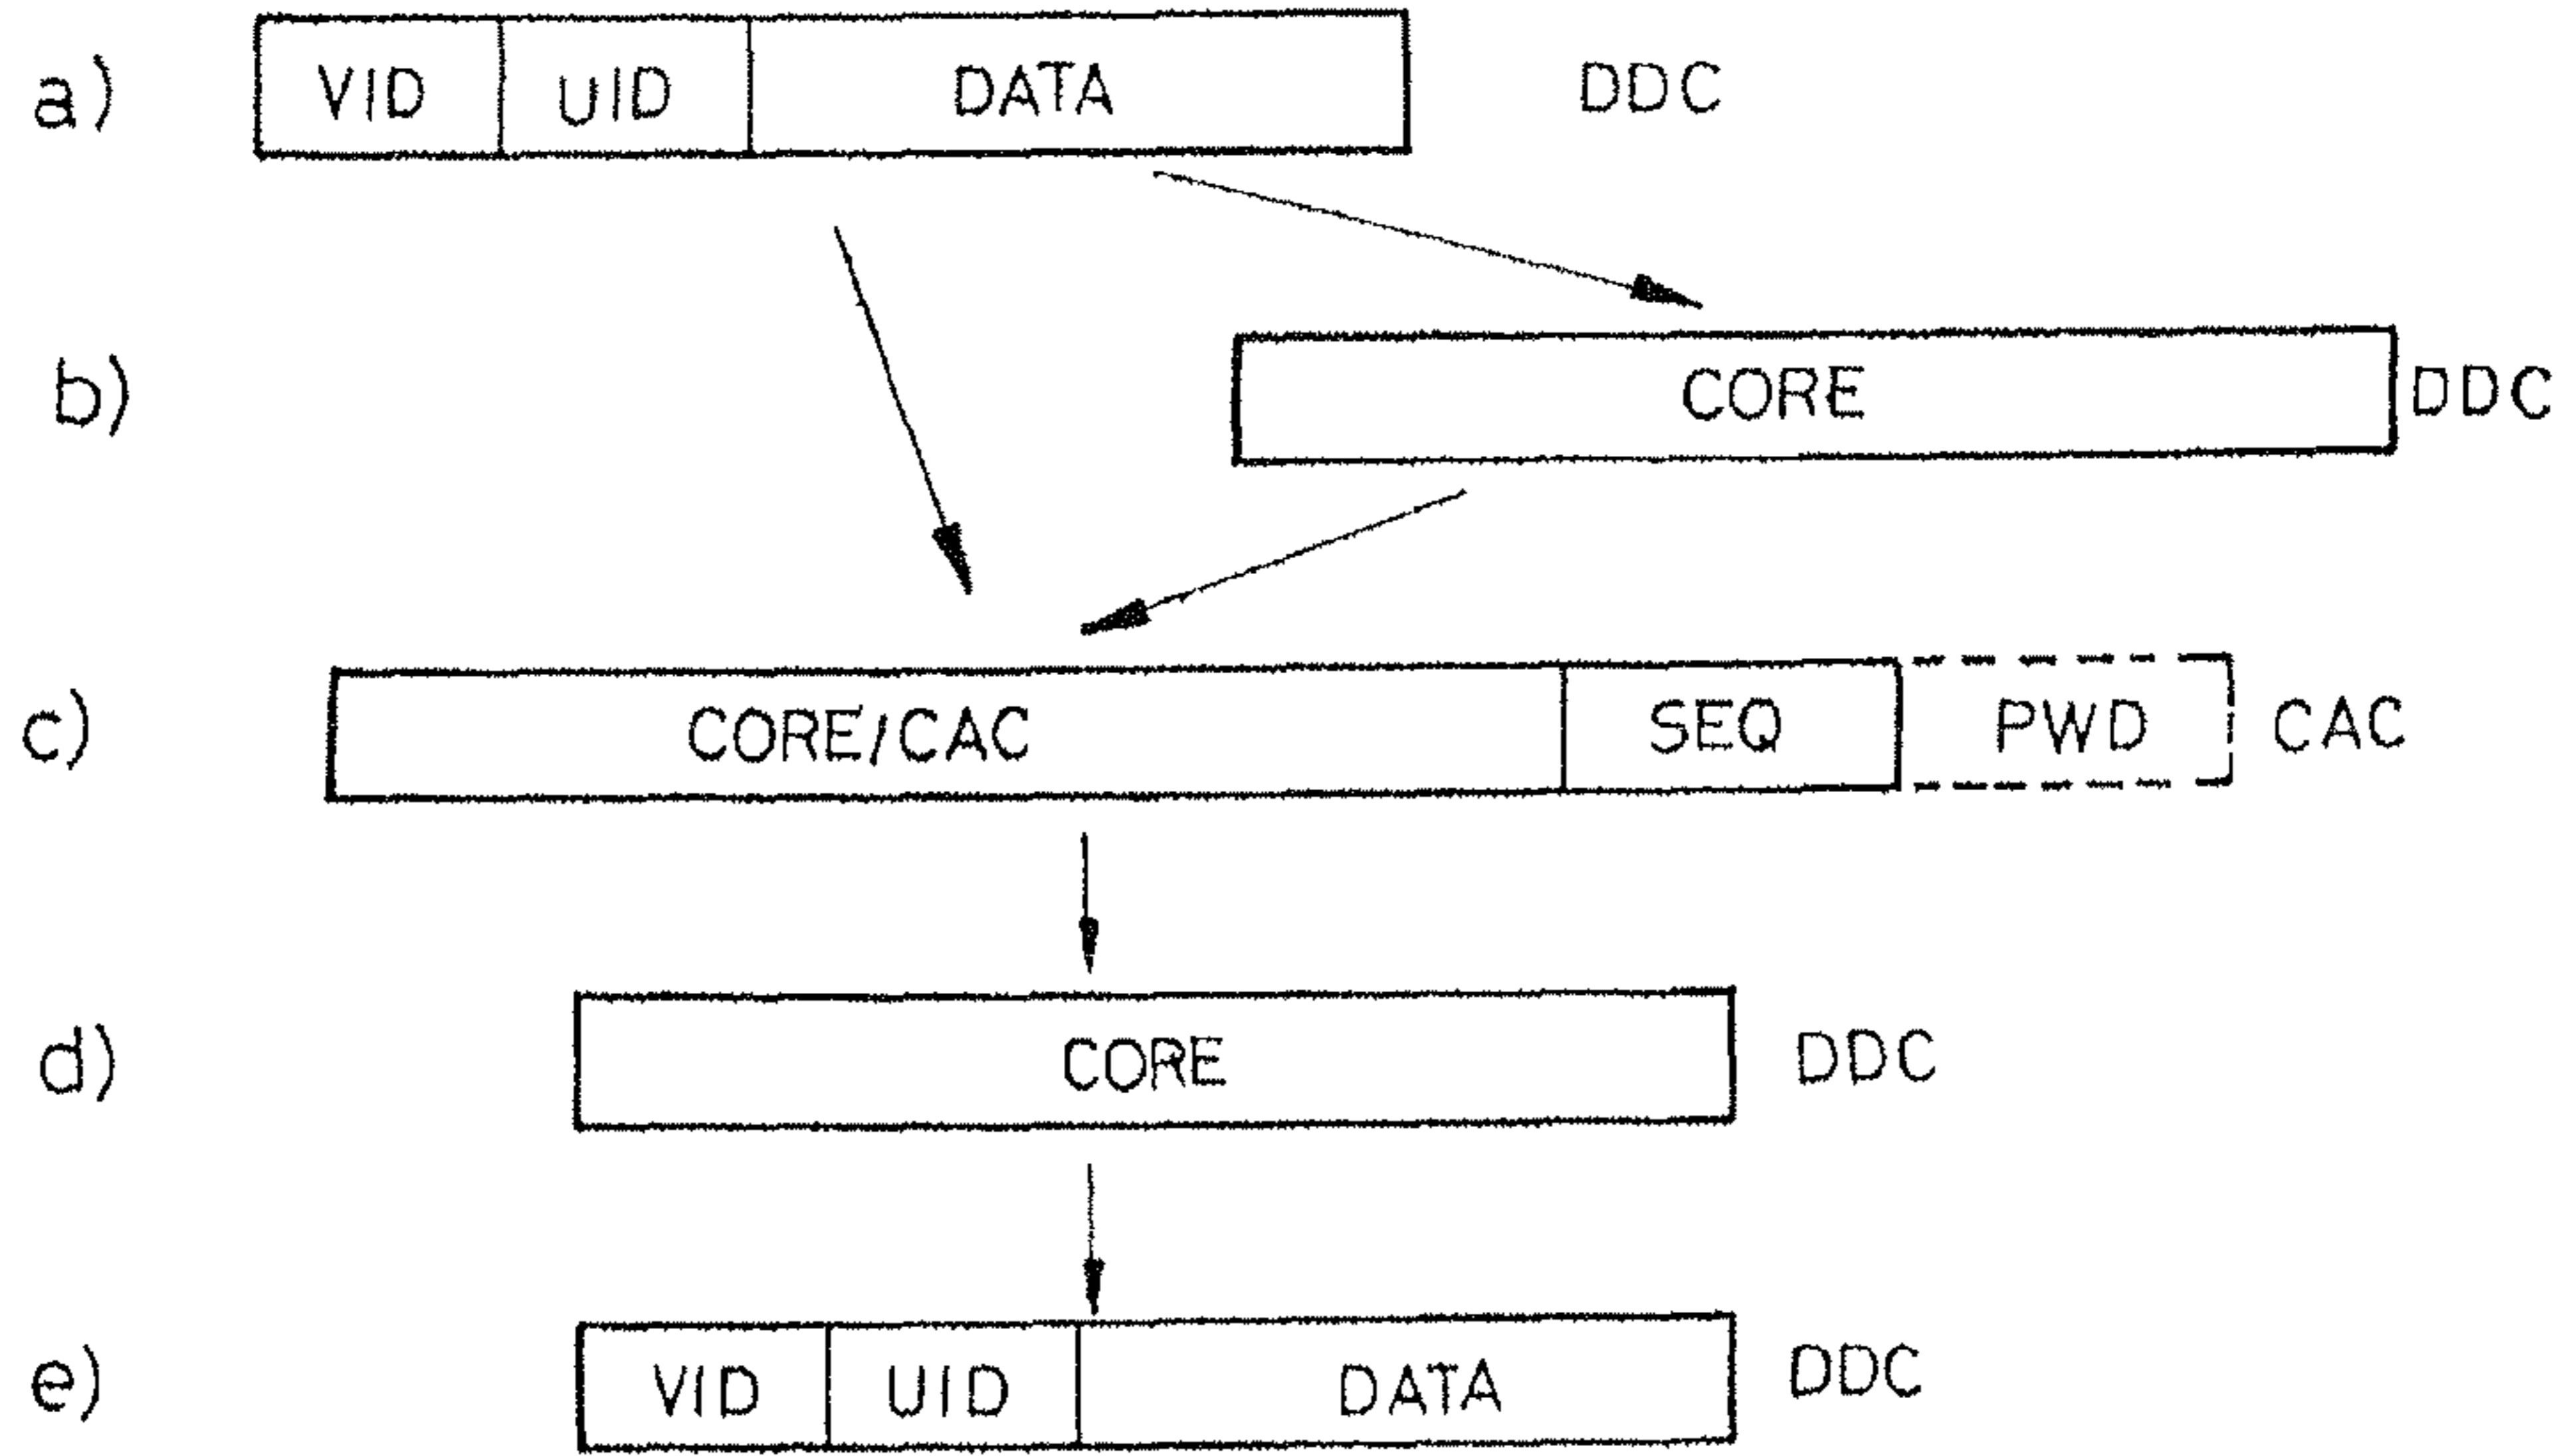 a) VID UID DATA DDC
b) CORE DDC
c) CORE/CAC SEQ PWD CAC
d) CORE DDC
e) VID UID DATA DDC